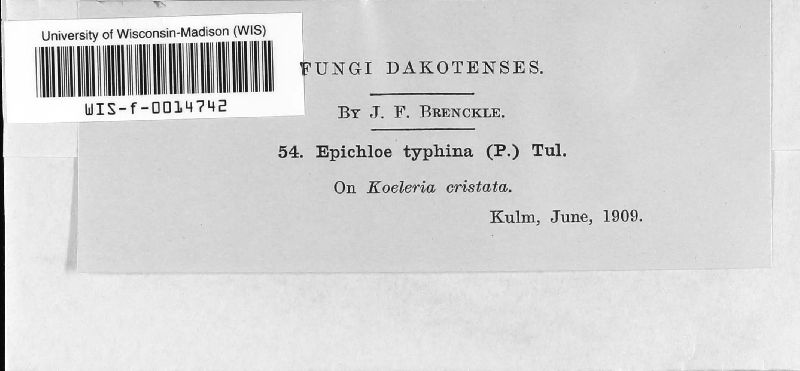 University of Wisconsin-Madison (WIS)
WIS-f-0014742
FUNGI DAKOTENSES.
BY J. F. BRENCKLE.
54. Epichloe typhina (P.) Tul.
On Koeleria cristata.
Kulm, June, 1909.